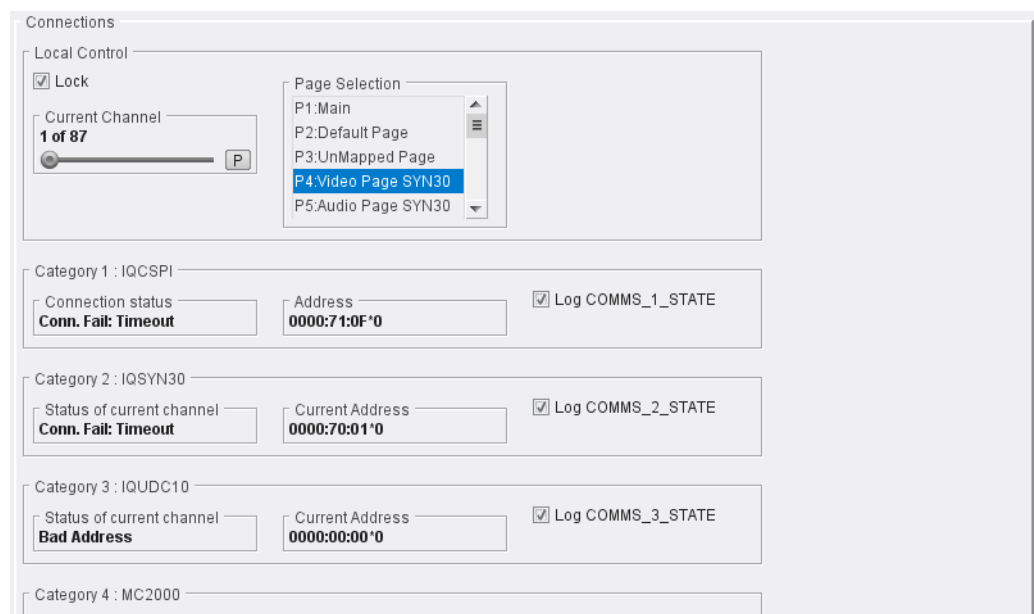 Connections
Local Control
Lock
Current Channel
1 of 87
P
Page Selection
P1:Main
P2:Default Page
P3:UnMapped Page
P4:Video Page SYN30
P5:Audio Page SYN30
Category 1 : IQCSPI
Connection status
Conn. Fail: Timeout
Address
0000:71:0F*0
Log COMMS_1_STATE
Category 2 : IQSYN30
Status of current channel
Conn. Fail: Timeout
Current Address
0000:70:01*0
Log COMMS_2_STATE
Category 3 : IQUDC10
Status of current channel
Bad Address
Current Address
0000:00:00*0
Log COMMS_3_STATE
Category 4 : MC2000